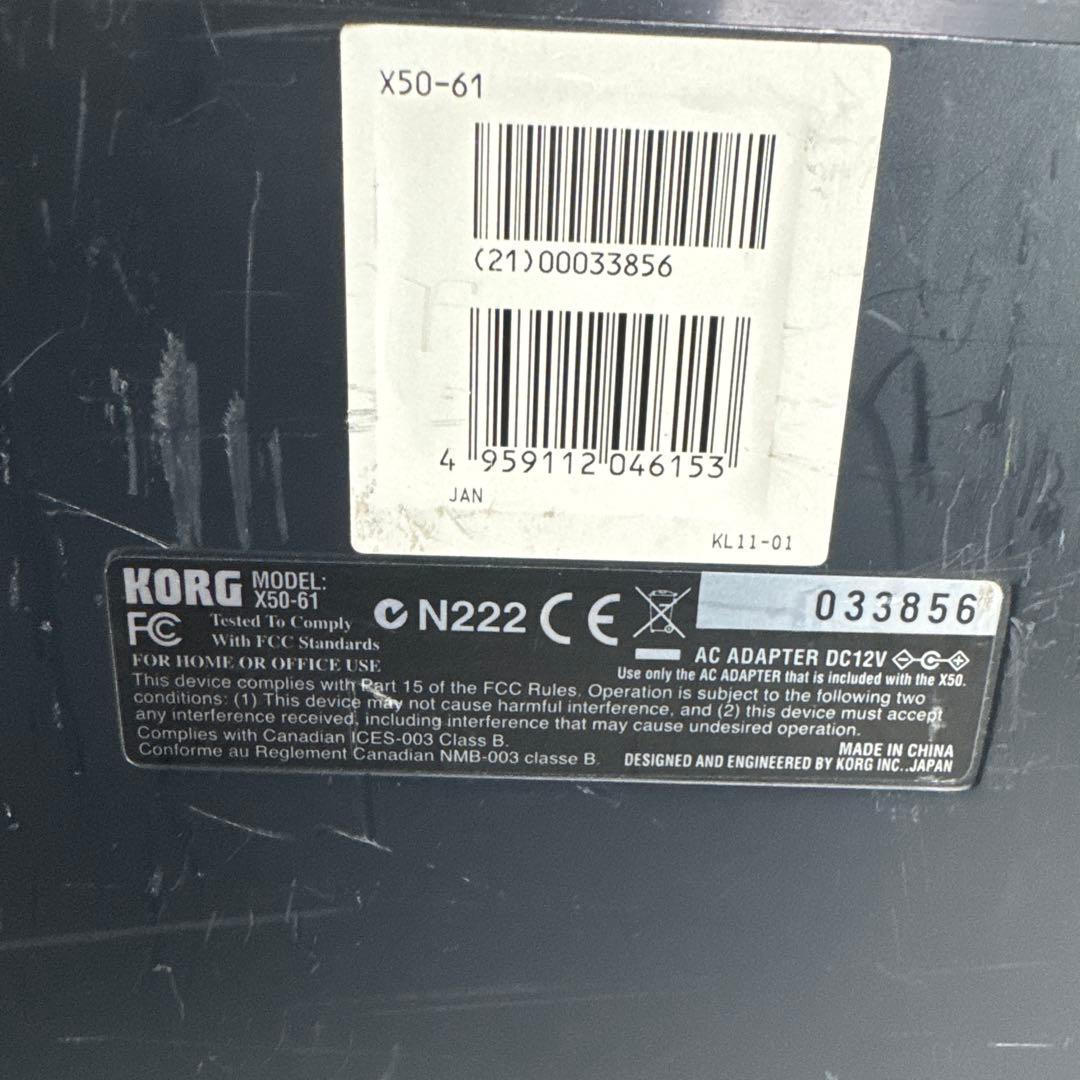 X50-61
(21)00033856
4 959112 046153
JAN
KL11-01
KORG MODEL:
X50-61
FC Tested To Comply
With FCC Standards
FOR HOME OR OFFICE USE
N222 CE
033856
AC ADAPTER DC12V
Use only the AC ADAPTER that is included with the X50.
This device complies with Part 15 of the FCC Rules. Operation is subject to the following two
conditions: (1) This device may not cause harmful interference, and (2) this device must accept
any interference received, including interference that may cause undesired operation.
Complies with Canadian ICES-003 Class B.
Conforme au Reglement Canadian NMB-003 classe B.
MADE IN CHINA
DESIGNED AND ENGINEERED BY KORG INC.,JAPAN